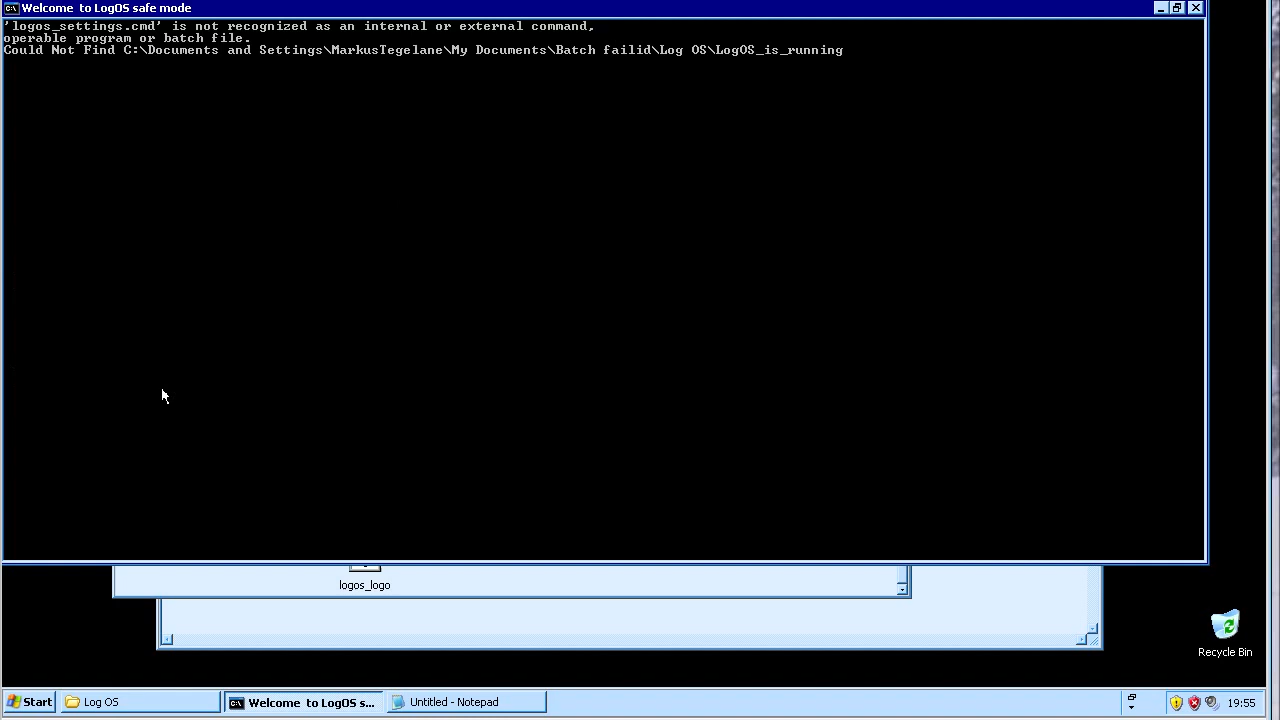 Welcome  to LogOS safe mode
'logos_settings.cmd' is not recognized as an internal or external command,
operable program or batch file.
Could Not Find C:\Documents and Settings\MarkusTegelane\My Documents\Batch failid\Log OS\LogOS_is_running
logos_logo
Recycle Bin
Start
Log OS
Welcome  to LogOS s...
Untitled - Notepad
19:55